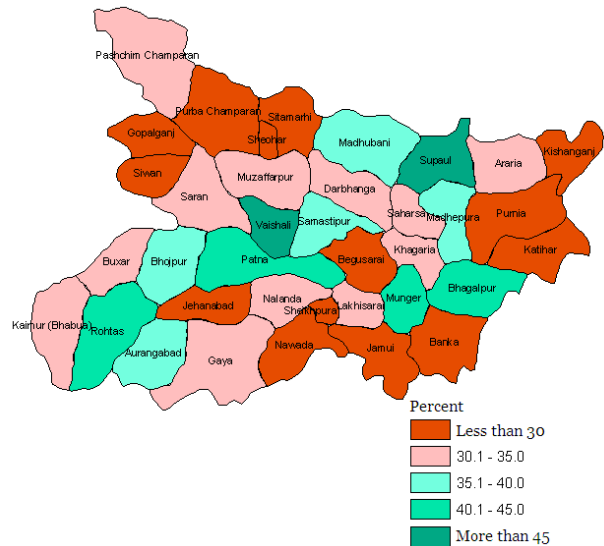 Pashchim Champaran
Purba Champaran
Sitamarhi
Gopalganj
Sheohar
Madhubani
Kishanganj
Supaul
Araria
Siwan
Muzaffarpur
Darbhanga
Saran
Saharsa
Madhepura
Purnia
Vaishali
Samastipur
Khagaria
Katihar
Buxar
Bhojpur
Patna
Begusarai
Munger
Bhagalpur
Jehanabad
Nalanda
Sheikhpura
Lakhisarai
Kaimur (Bhabua)
Rohtas
Aurangabad
Gaya
Nawada
Jamui
Banka
Percent
Less than 30
30.1 - 35.0
35.1 - 40.0
40.1 - 45.0
More than 45